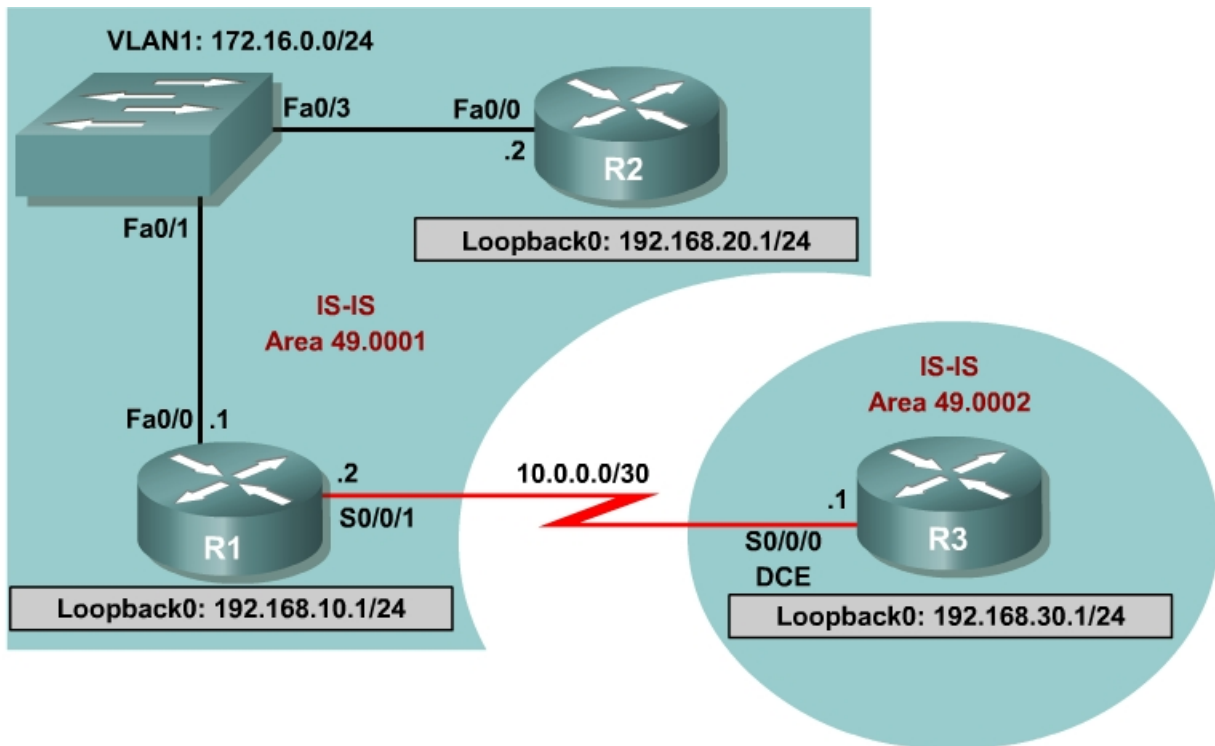 VLAN1: 172.16.0.0/24
Fa0/3
Fa0/0
.2
R2
Loopback0: 192.168.20.1/24
Fa0/1
IS-IS
Area 49.0001
IS-IS
Area 49.0002
Fa0/0
.1
.2
10.0.0.0/30
.1
S0/0/1
S0/0/0
DCE
R1
R3
Loopback0: 192.168.10.1/24
Loopback0: 192.168.30.1/24